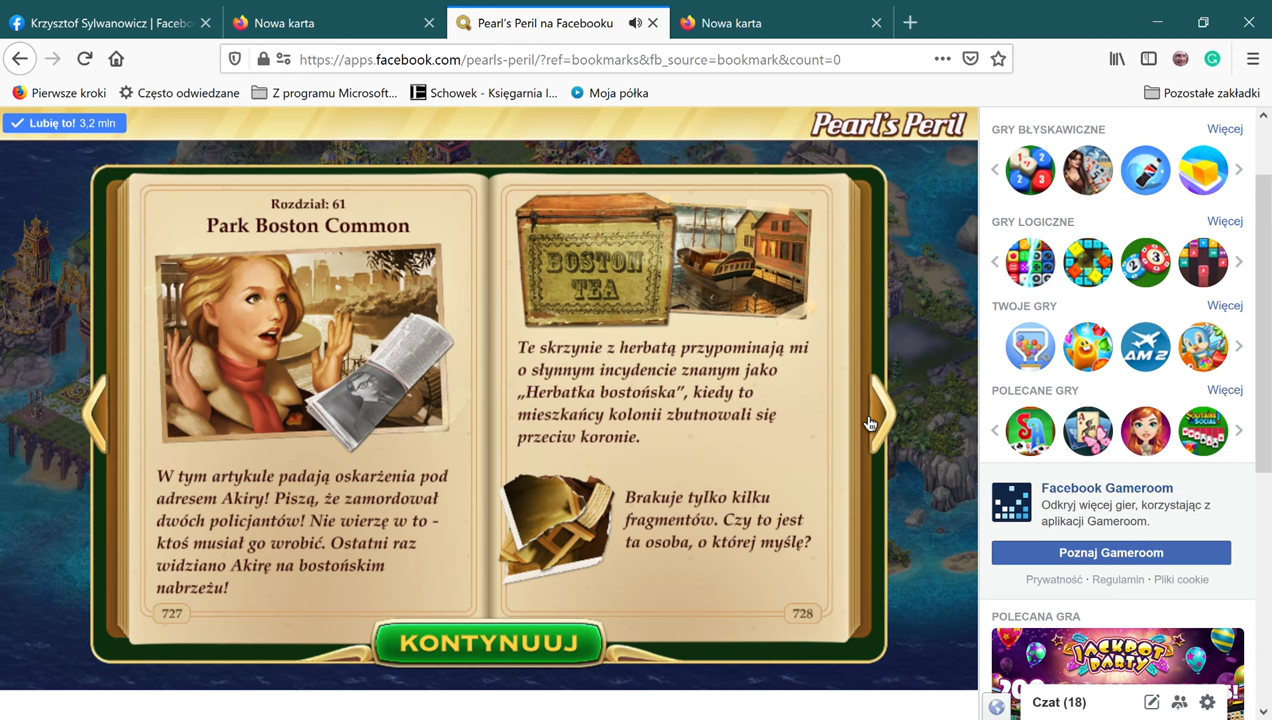 Krzysztof Sylwanowicz | Facebo
Nowa karta
Pearl's Peril na Facebooku
Nowa karta
https://apps.facebook.com/pearls-peril/?ref=bookmarks&fb_source=bookmark&count=0
Pierwsze kroki
Często odwiedzane
Z programu Microsoft...
Schowek - Księgarnia I...
Moja półka
Pozostałe zakładki
Lubię to! 3,2 mln
Pearl's Peril
Rozdział: 61
Park Boston Common
W tym artykule padają oskarżenia pod
adresem Akiry! Piszą, że zamordował
dwóch policjantów! Nie wierzę w to -
ktoś musiał go wrobić. Ostatni raz
widziano Akirę na bostońskim
nabrzeżu!
727
BOSTON
TEA
Te skrzynie z herbatą przypominają mi
o słynnym incydencie znanym jako
„Herbatka bostońska”, kiedy to
mieszkańcy kolonii zbutnowali się
przeciw koronie.
Brakuje tylko kilku
fragmentów. Czy to jest
ta osoba, o której myślę?
728
KONTYNUUJ
GRY BŁYSKAWICZNE
Więcej
GRY LOGICZNE
Więcej
TWOJE GRY
Więcej
AM 2
POLECANE GRY
Więcej
SOLITAIRE
SOCIAL
Facebook Gameroom
Odkryj więcej gier, korzystając z
aplikacji Gameroom.
Poznaj Gameroom
Prywatność · Regulamin · Pliki cookie
POLECANA GRA
JACKPOT
PARTY
Czat (18)